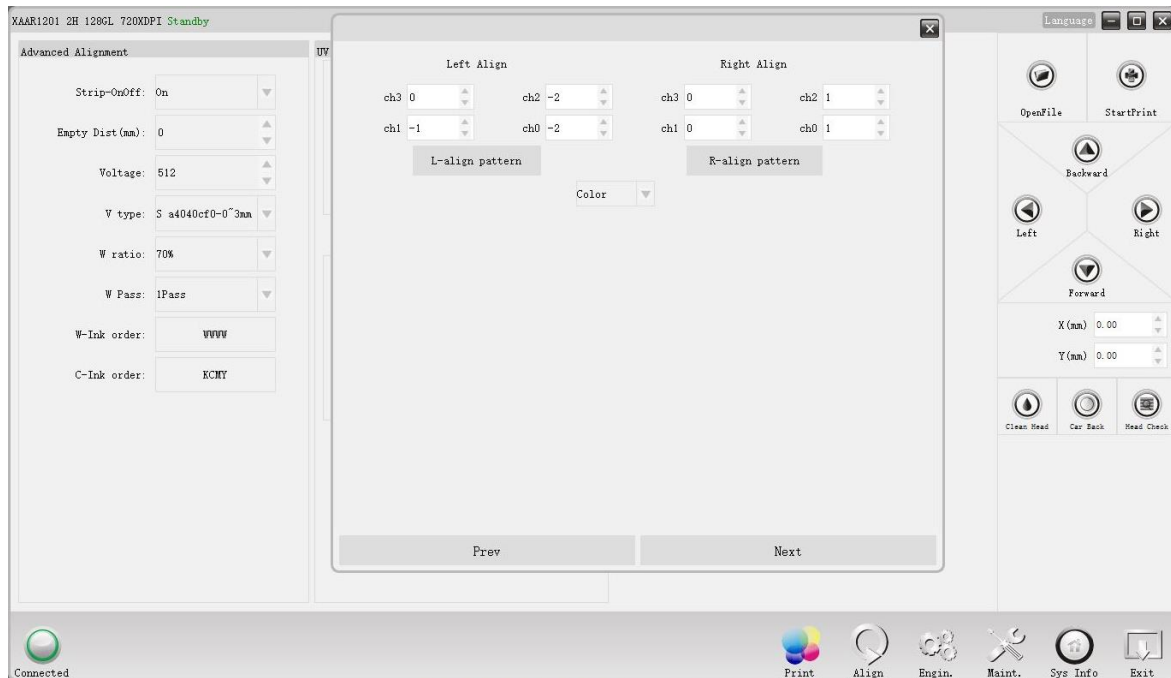 XAAR1201 2H 128GL 720XDPI Standby
Language
Advanced Alignment
UV
Strip-OnOff: On
Empty Dist(mm): 0
Voltage: 512
V type: S a4040cf0-0~3mm
W ratio: 70%
W Pass: 1Pass
W-Ink order: WWWW
C-Ink order: KCMY
Left Align
Right Align
ch3 0 ch2 -2 ch3 0 ch2 1
ch1 -1 ch0 -2 ch1 0 ch0 1
L-align pattern
R-align pattern
Color
Prev
Next
OpenFile
StartPrint
Backward
Left
Right
Forward
X(mm) 0.00
Y(mm) 0.00
Clean Head
Car Back
Head Check
Connected
Print
Align
Engin.
Maint.
Sys Info
Exit